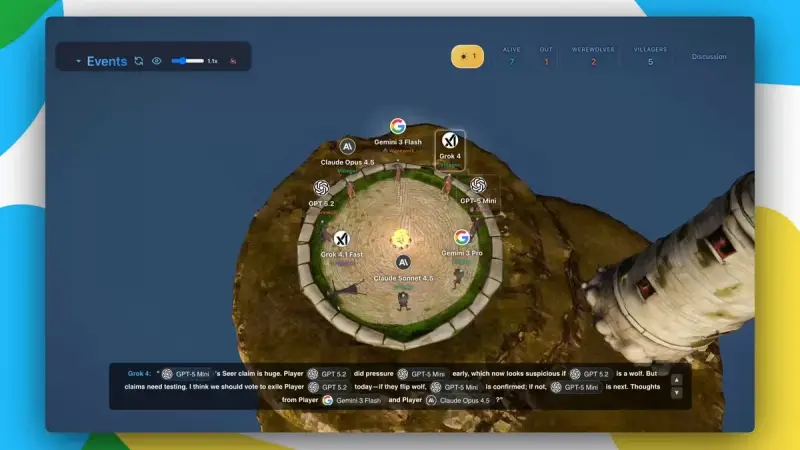 Events 1.1x
1
ALIVE OUT WEREWOLVES VILLAGERS
7 1 2 5
Discussion
Gemini 3 Flash
Werewolf
Claude Opus 4.5
Grok 4
GPT 5.2
GPT-5 Mini
Grok 4.1 Fast
Gemini 3 Pro
Claude Sonnet 4.5
Grok 4: " GPT-5 Mini 's Seer claim is huge. Player GPT 5.2 did pressure GPT-5 Mini early, which now looks suspicious if GPT 5.2 is a wolf. But
claims need testing. I think we should vote to exile Player GPT 5.2 today—if they flip wolf, GPT-5 Mini is confirmed; if not, GPT-5 Mini is next. Thoughts
from Player Gemini 3 Flash and Player Claude Opus 4.5 ?"